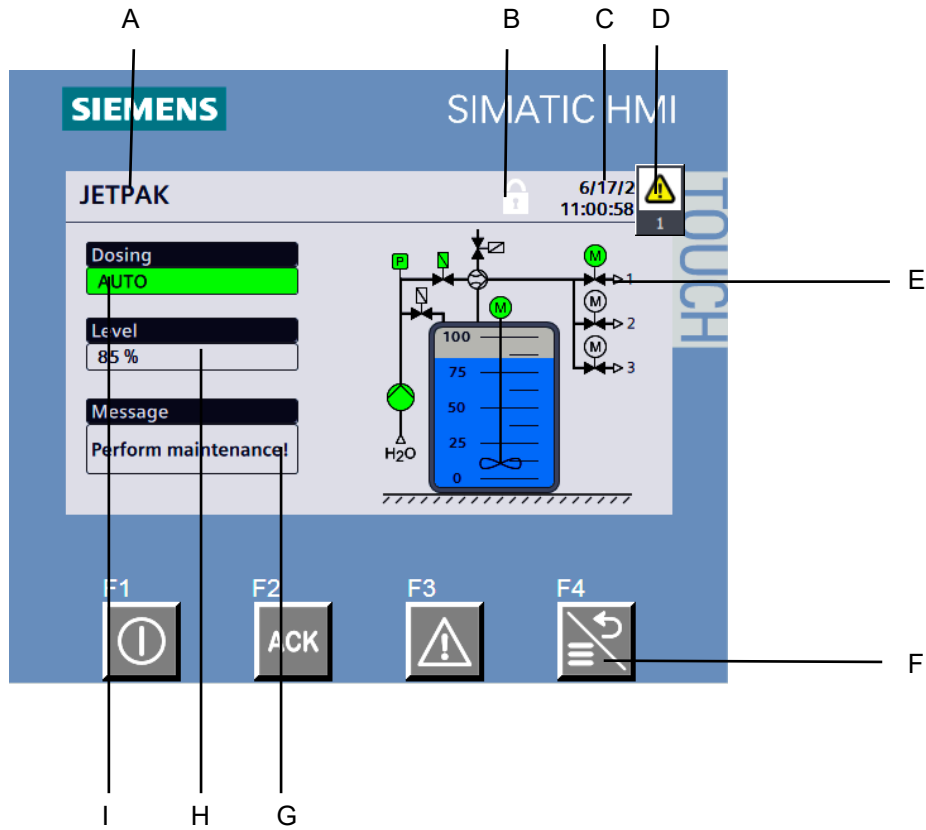 A B C D
SIEMENS SIMATIC HMI
JETPAK
6/17/2
11:00:58
1
TOUCH
Dosing
AUTO
Level
85 %
Message
Perform maintenance!
P
M
M
M
M
1
2
3
100
75
50
25
0
H2O
E
F1 F2 F3 F4
ACK
F
I H G